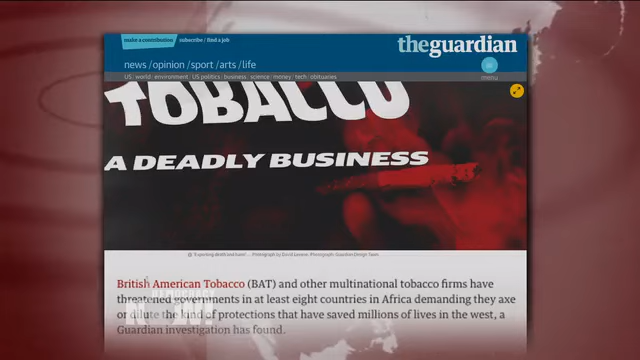 make a contribution subscribe / find a job
theguardian
news / opinion / sport / arts / life
menu
US world environment US politics business science money tech obituaries
TOBACCO
A DEADLY BUSINESS
British American Tobacco (BAT) and other multinational tobacco firms have
threatened governments in at least eight countries in Africa demanding they axe
or dilute the kind of protections that have saved millions of lives in the west, a
Guardian investigation has found.
DEMOCRACY
NOW!